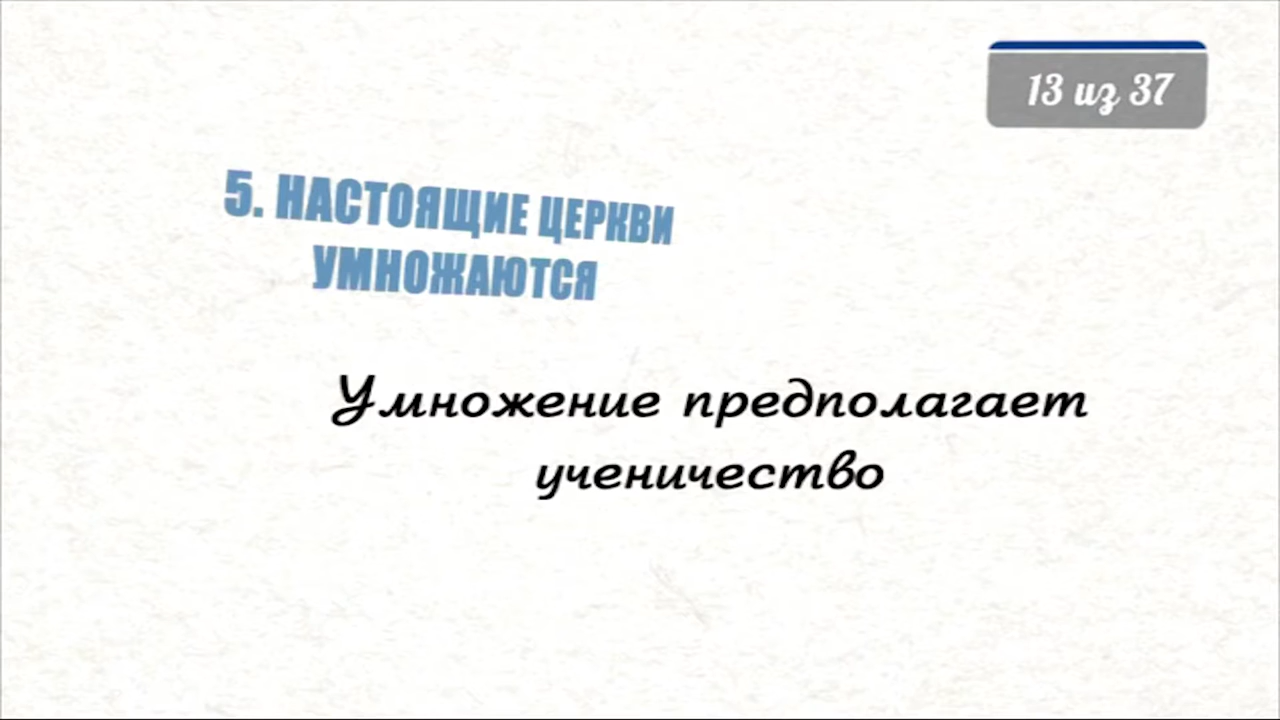 13 из 37
5. НАСТОЯЩИЕ ЦЕРКВИ
УМНОЖАЮТСЯ
Умножение предполагает
ученичество